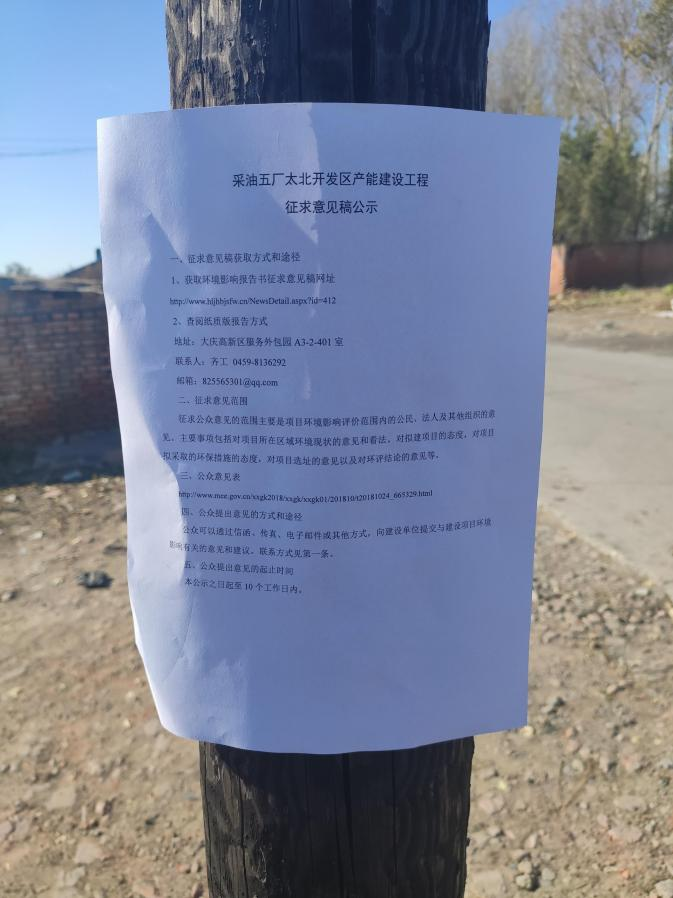 采油五厂太北开发区产能建设工程
征求意见稿公示
一、征求意见稿获取方式和途径
1、获取环境影响报告书征求意见稿网址
http://www.hljhbjsfw.cn/NewsDetail.aspx?id=412
2、查阅纸质版报告方式
地址：大庆高新区服务外包园 A3-2-401 室
联系人：齐工 0459-8136292
邮箱：825565301@qq.com
二、征求意见范围
征求公众意见的范围主要是项目环境影响评价范围内的公民、法人及其他组织的意
见。主要事项包括对项目所在区域环境现状的意见和看法，对拟建项目的态度，对项目
拟采取的环保措施的态度，对项目选址的意见以及对环评结论的意见等。
三、公众意见表
http://www.mee.gov.cn/xxgk2018/xxgk/xxgk01/201810/t20181024_665329.html
四、公众提出意见的方式和途径
公众可以通过信函、传真、电子邮件或其他方式，向建设单位提交与建设项目环境
影响有关的意见和建议。联系方式见第一条。
五、公众提出意见的起止时间
本公示之日起至 10 个工作日内。